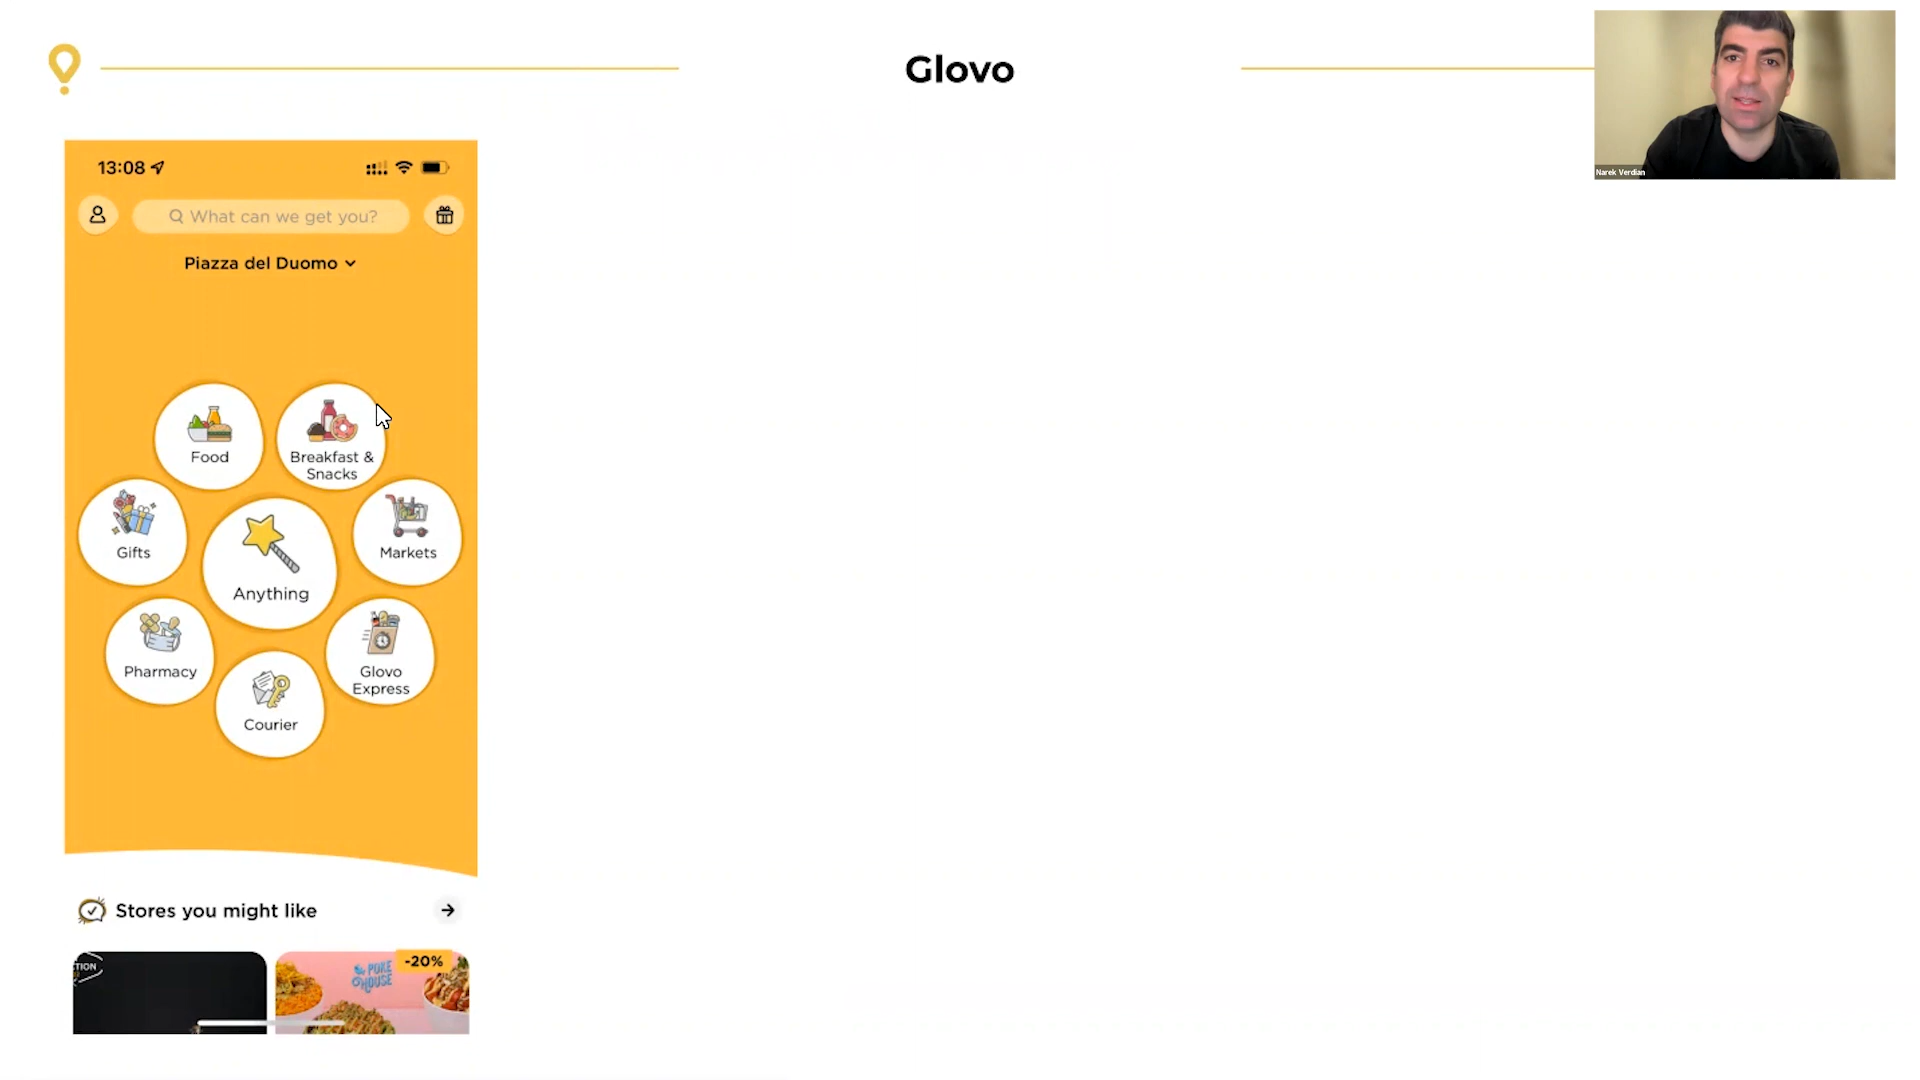 Glovo
Narek Verdian
13:08
What can we get you?
Piazza del Duomo
Food
Breakfast &
Snacks
Gifts
Anything
Markets
Pharmacy
Glovo
Express
Courier
Stores you might like
TION
-20%
POKE
HOUSE